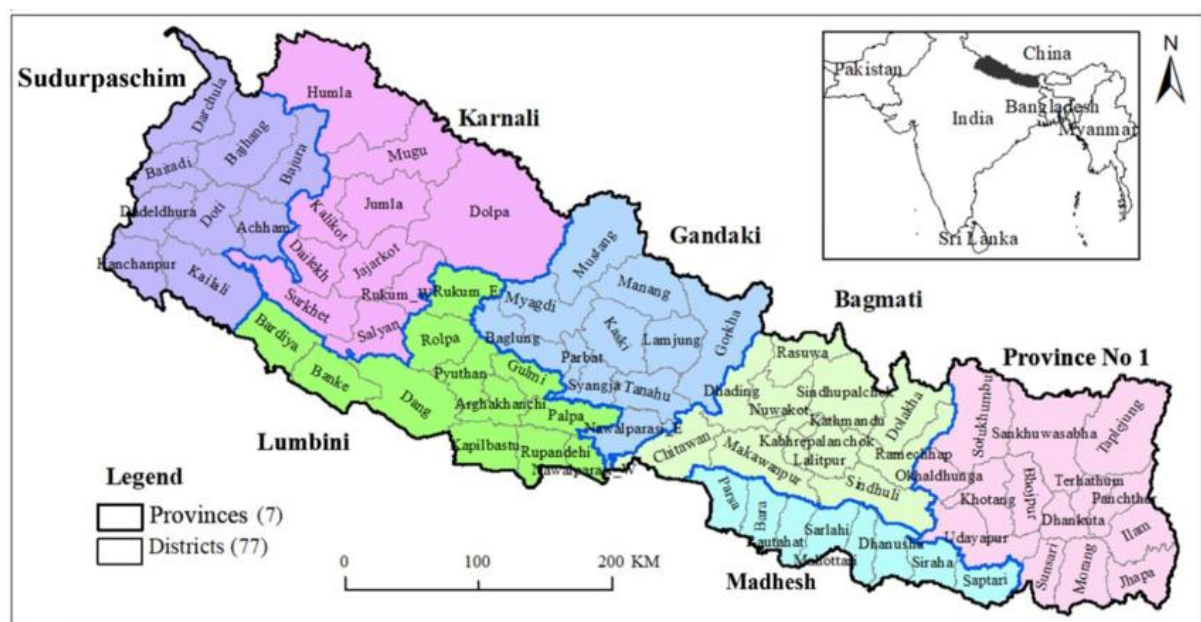 Sudurpaschim
Karnali
Gandaki
Bagmati
Province No 1
Lumbini
Madhesh
Darchula
Bajhang
Bajura
Baitadi
Dadeldhura
Doti
Achham
Kanchanpur
Kailali
Humla
Mugu
Jumla
Dolpa
Kalikot
Dailekh
Jajarkot
Surkhet
Salyan
Rukum_W
Rukum_E
Rolpa
Pyuthan
Gulmi
Arghakhanchi
Palpa
Bardiya
Banke
Dang
Kapilbastu
Rupandehi
Nawalparasi_W
Mustang
Manang
Myagdi
Kaski
Lamjung
Gorkha
Baglung
Parbat
Syangja
Tanahu
Nawalparasi_E
Rasuwa
Dhading
Sindhupalchok
Nuwakot
Kathmandu
Dolakha
Kabhrepalanchok
Lalitpur
Ramechhap
Chitawan
Makawanpur
Sindhuli
Parsa
Bara
Rautahat
Sarlahi
Mahottari
Dhanusha
Siraha
Saptari
Solukhumbu
Sankhuwasabha
Taplejung
Okhaldhunga
Khotang
Bhojpur
Terhathum
Panchthar
Dhankuta
Ilam
Udayapur
Sunsari
Morang
Jhapa
Legend
Provinces (7)
Districts (77)
0 100 200 KM
China
Pakistan
India
Bangladesh
Myanmar
Sri Lanka
N